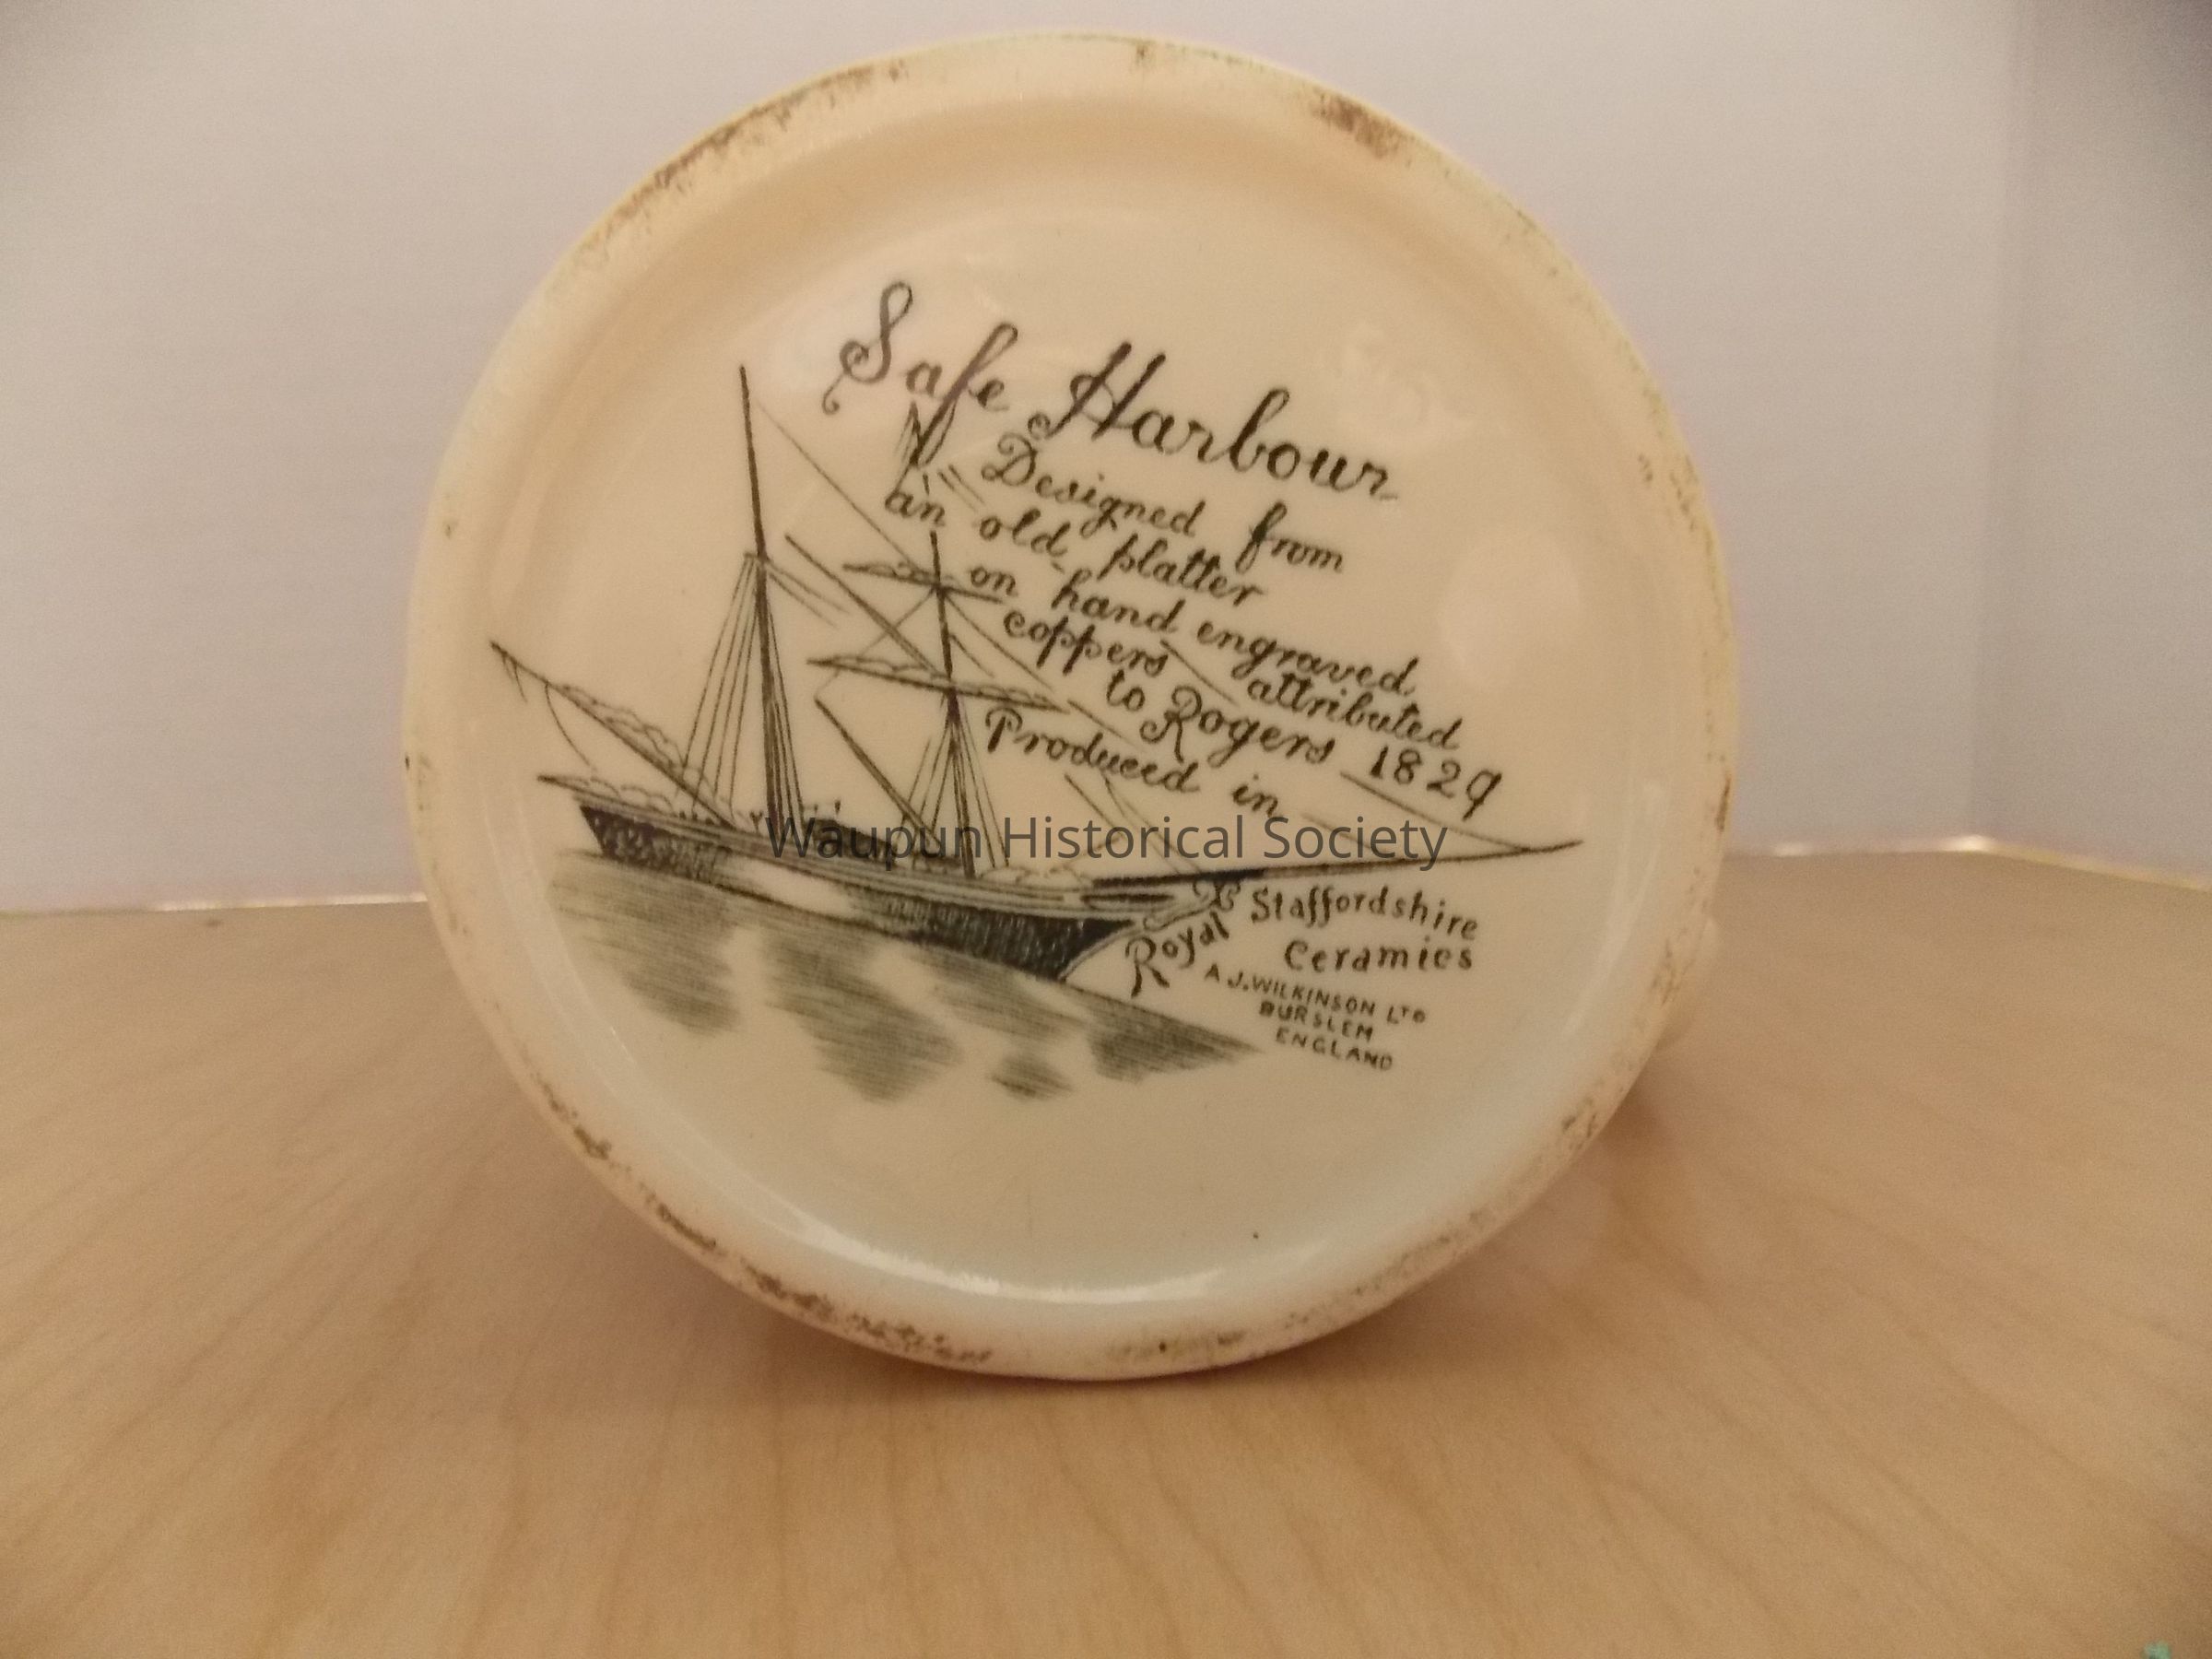 Safe Harbour
Designed from
an old platter
on hand engraved
coppers attributed
to Rogers 1829
Produced in
Royal Staffordshire
Ceramics
A J. WILKINSON LTD
BURSLEM
ENGLAND
Waupun Historical Society